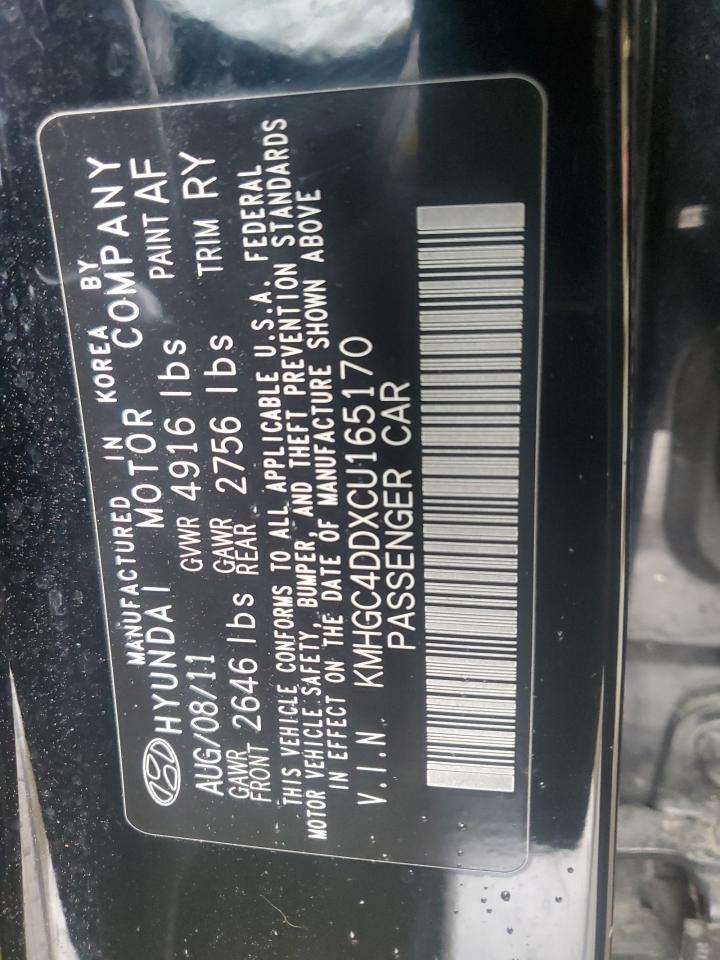 MANUFACTURED IN KOREA BY
HYUNDAI MOTOR COMPANY
AUG/08/11 GVWR 4916 lbs PAINT AF
GAWR FRONT 2646 lbs GAWR REAR 2756 lbs TRIM RY
THIS VEHICLE CONFORMS TO ALL APPLICABLE U.S.A. FEDERAL
MOTOR VEHICLE SAFETY, BUMPER, AND THEFT PREVENTION STANDARDS
IN EFFECT ON THE DATE OF MANUFACTURE SHOWN ABOVE
V.I.N KMHGC4DDXCU165170
PASSENGER CAR